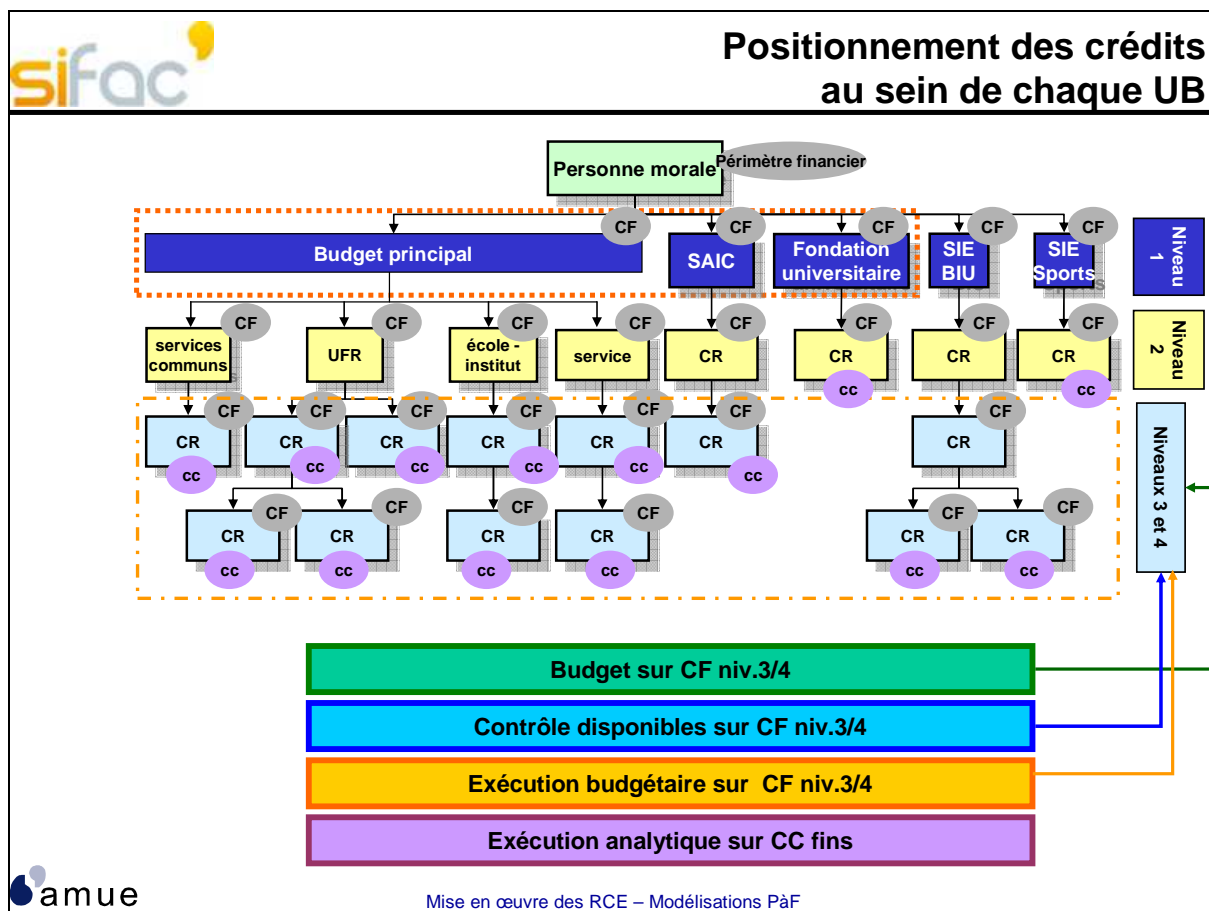 sifac
Positionnement des crédits
au sein de chaque UB
Personne morale
Périmètre financier
CF
CF
CF
CF
CF
Budget principal
SAIC
Fondation
universitaire
SIE
BIU
SIE
Sports
Niveau
1
CF
CF
CF
CF
CF
CF
CF
CF
services
communs
UFR
école -
institut
service
CR
CR
CR
CR
cc
cc
Niveau
2
CF
CF
CF
CF
CF
CF
CF
CR
CR
CR
CR
CR
CR
CR
cc
cc
cc
cc
cc
cc
CF
CF
CF
CF
CF
CF
CR
CR
CR
CR
CR
CR
cc
cc
cc
cc
cc
cc
Niveaux 3 et 4
Budget sur CF niv.3/4
Contrôle disponibles sur CF niv.3/4
Exécution budgétaire sur CF niv.3/4
Exécution analytique sur CC fins
amue
Mise en œuvre des RCE – Modélisations PàF